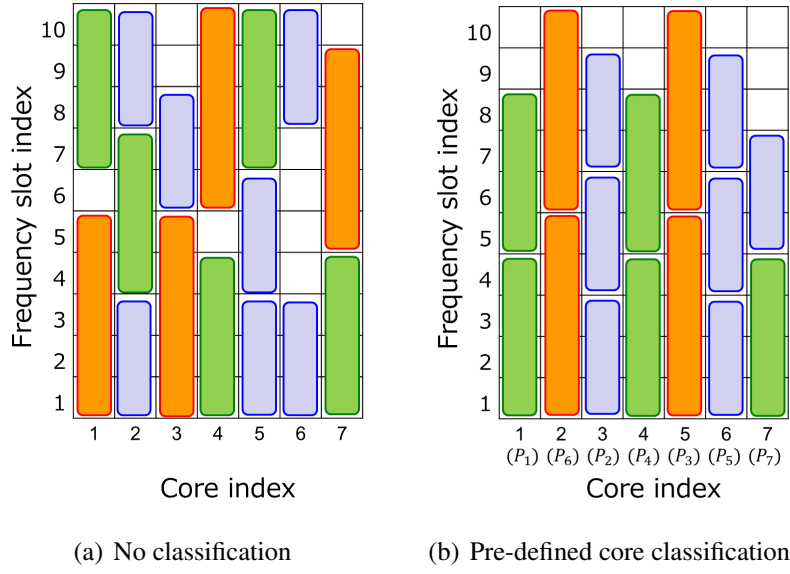 Frequency slot index
10
9
8
7
6
5
4
3
2
1
1 2 3 4 5 6 7
Core index
(a) No classification
Frequency slot index
10
9
8
7
6
5
4
3
2
1
1 2 3 4 5 6 7
(P₁) (P₆) (P₂) (P₄) (P₃) (P₅) (P₇)
Core index
(b) Pre-defined core classification